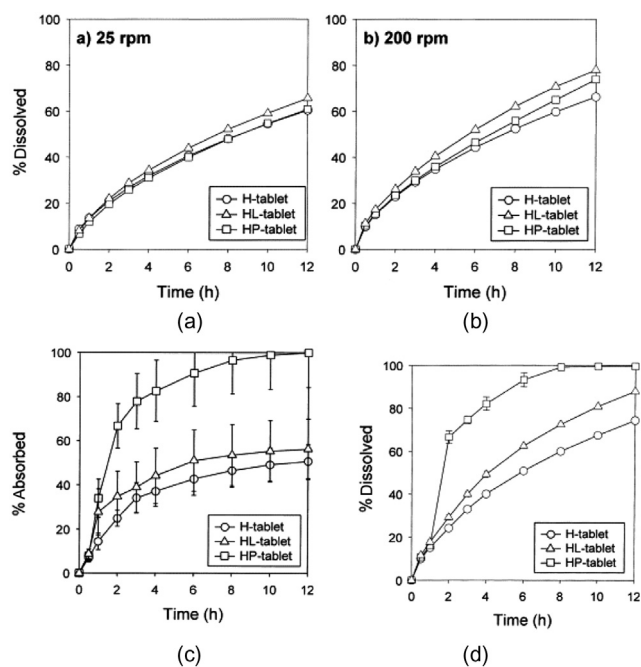 a) 25 rpm
100
80
60
40
20
0
% Dissolved
H-tablet
HL-tablet
HP-tablet
0 2 4 6 8 10 12
Time (h)
(a)
b) 200 rpm
100
80
60
40
20
0
H-tablet
HL-tablet
HP-tablet
0 2 4 6 8 10 12
Time (h)
(b)
100
80
60
40
20
0
% Absorbed
H-tablet
HL-tablet
HP-tablet
0 2 4 6 8 10 12
Time (h)
(c)
100
80
60
40
20
0
% Dissolved
H-tablet
HL-tablet
HP-tablet
0 2 4 6 8 10 12
Time (h)
(d)